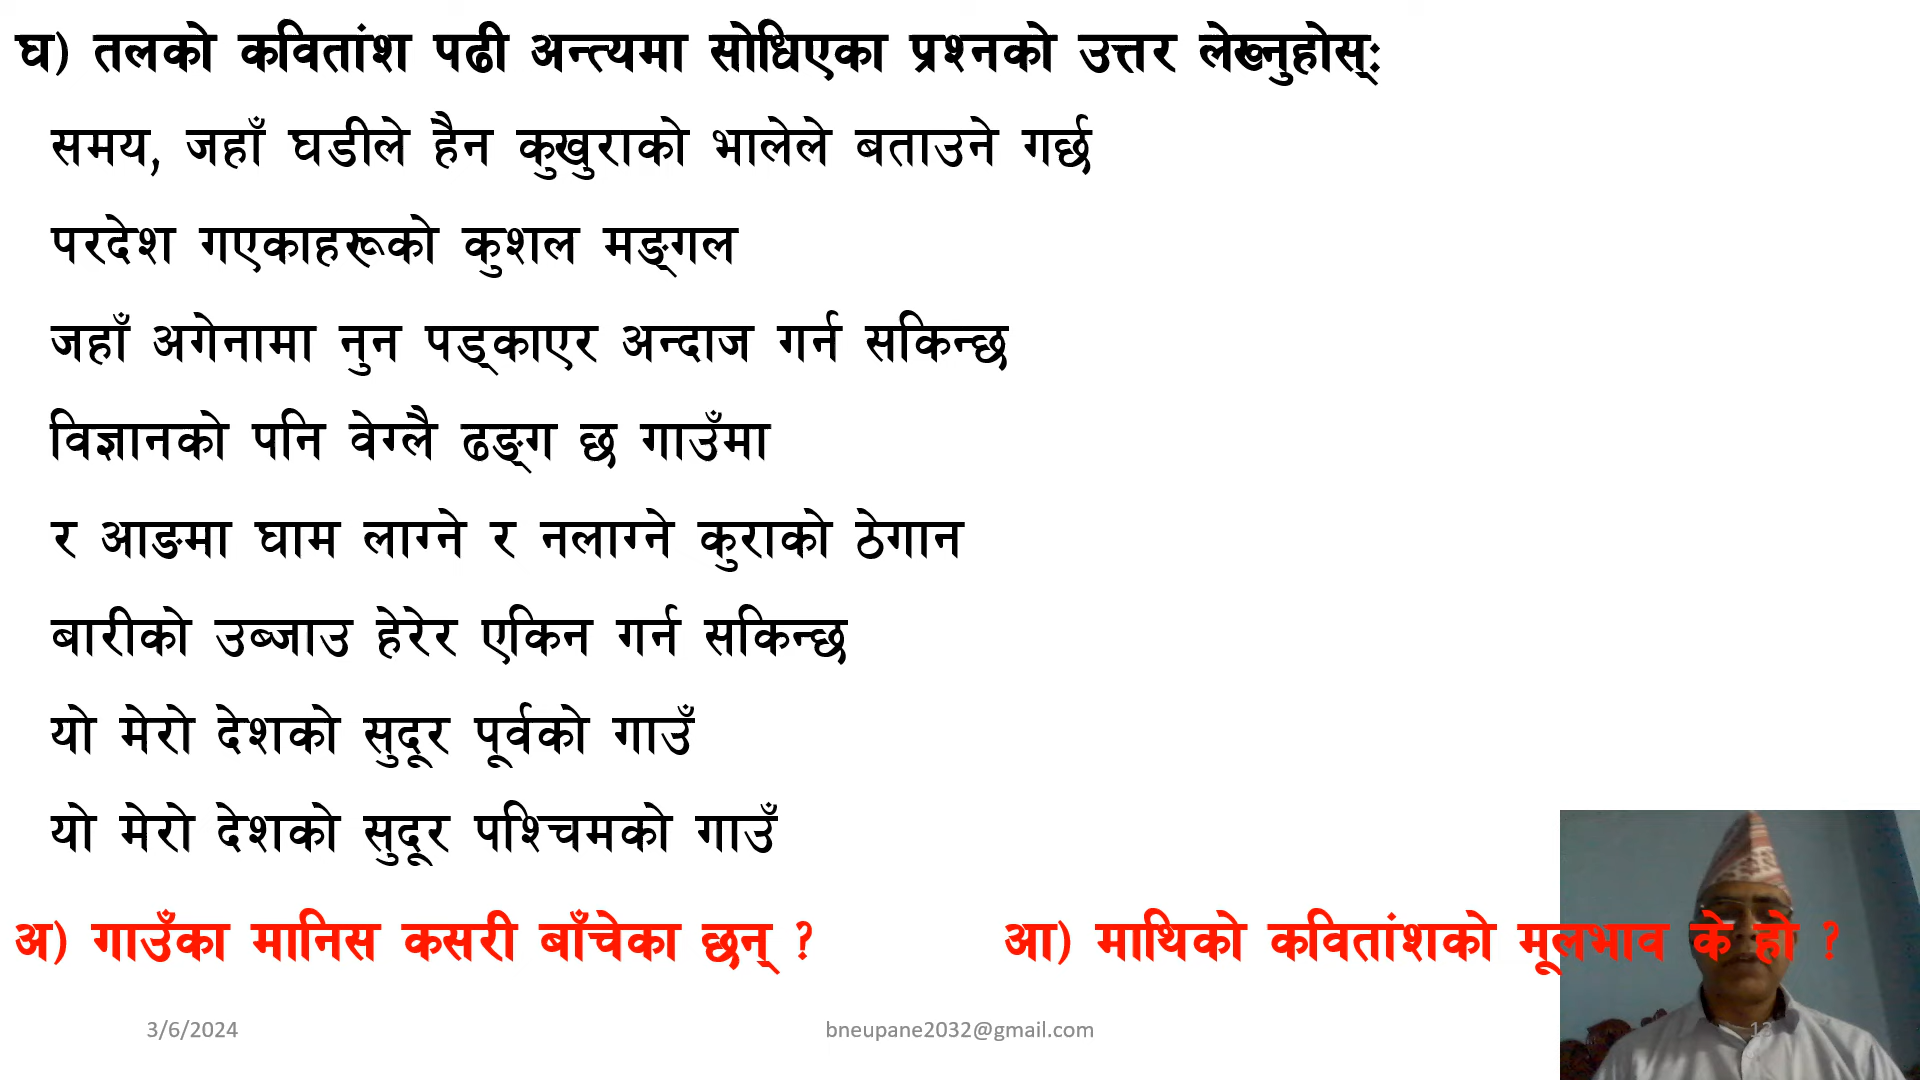 घ) तलको कवितांश पढी अन्त्यमा सोधिएका प्रश्नको उत्तर लेख्नुहोस्:
समय, जहाँ घडीले हैन कुखुराको भालेले बताउने गर्छ
परदेश गएकाहरूको कुशल मङ्गल
जहाँ अगेनामा नुन पड्काएर अन्दाज गर्न सकिन्छ
विज्ञानको पनि वेग्लै ढङ्ग छ गाउँमा
र आङमा घाम लाग्ने र नलाग्ने कुराको ठेगान
बारीको उब्जाउ हेरेर एकिन गर्न सकिन्छ
यो मेरो देशको सुदूर पूर्वको गाउँ
यो मेरो देशको सुदूर पश्चिमको गाउँ
अ) गाउँका मानिस कसरी बाँचेका छन् ? आ) माथिको कवितांशको मूलभाव के हो ?
3/6/2024 bneupane2032@gmail.com 13